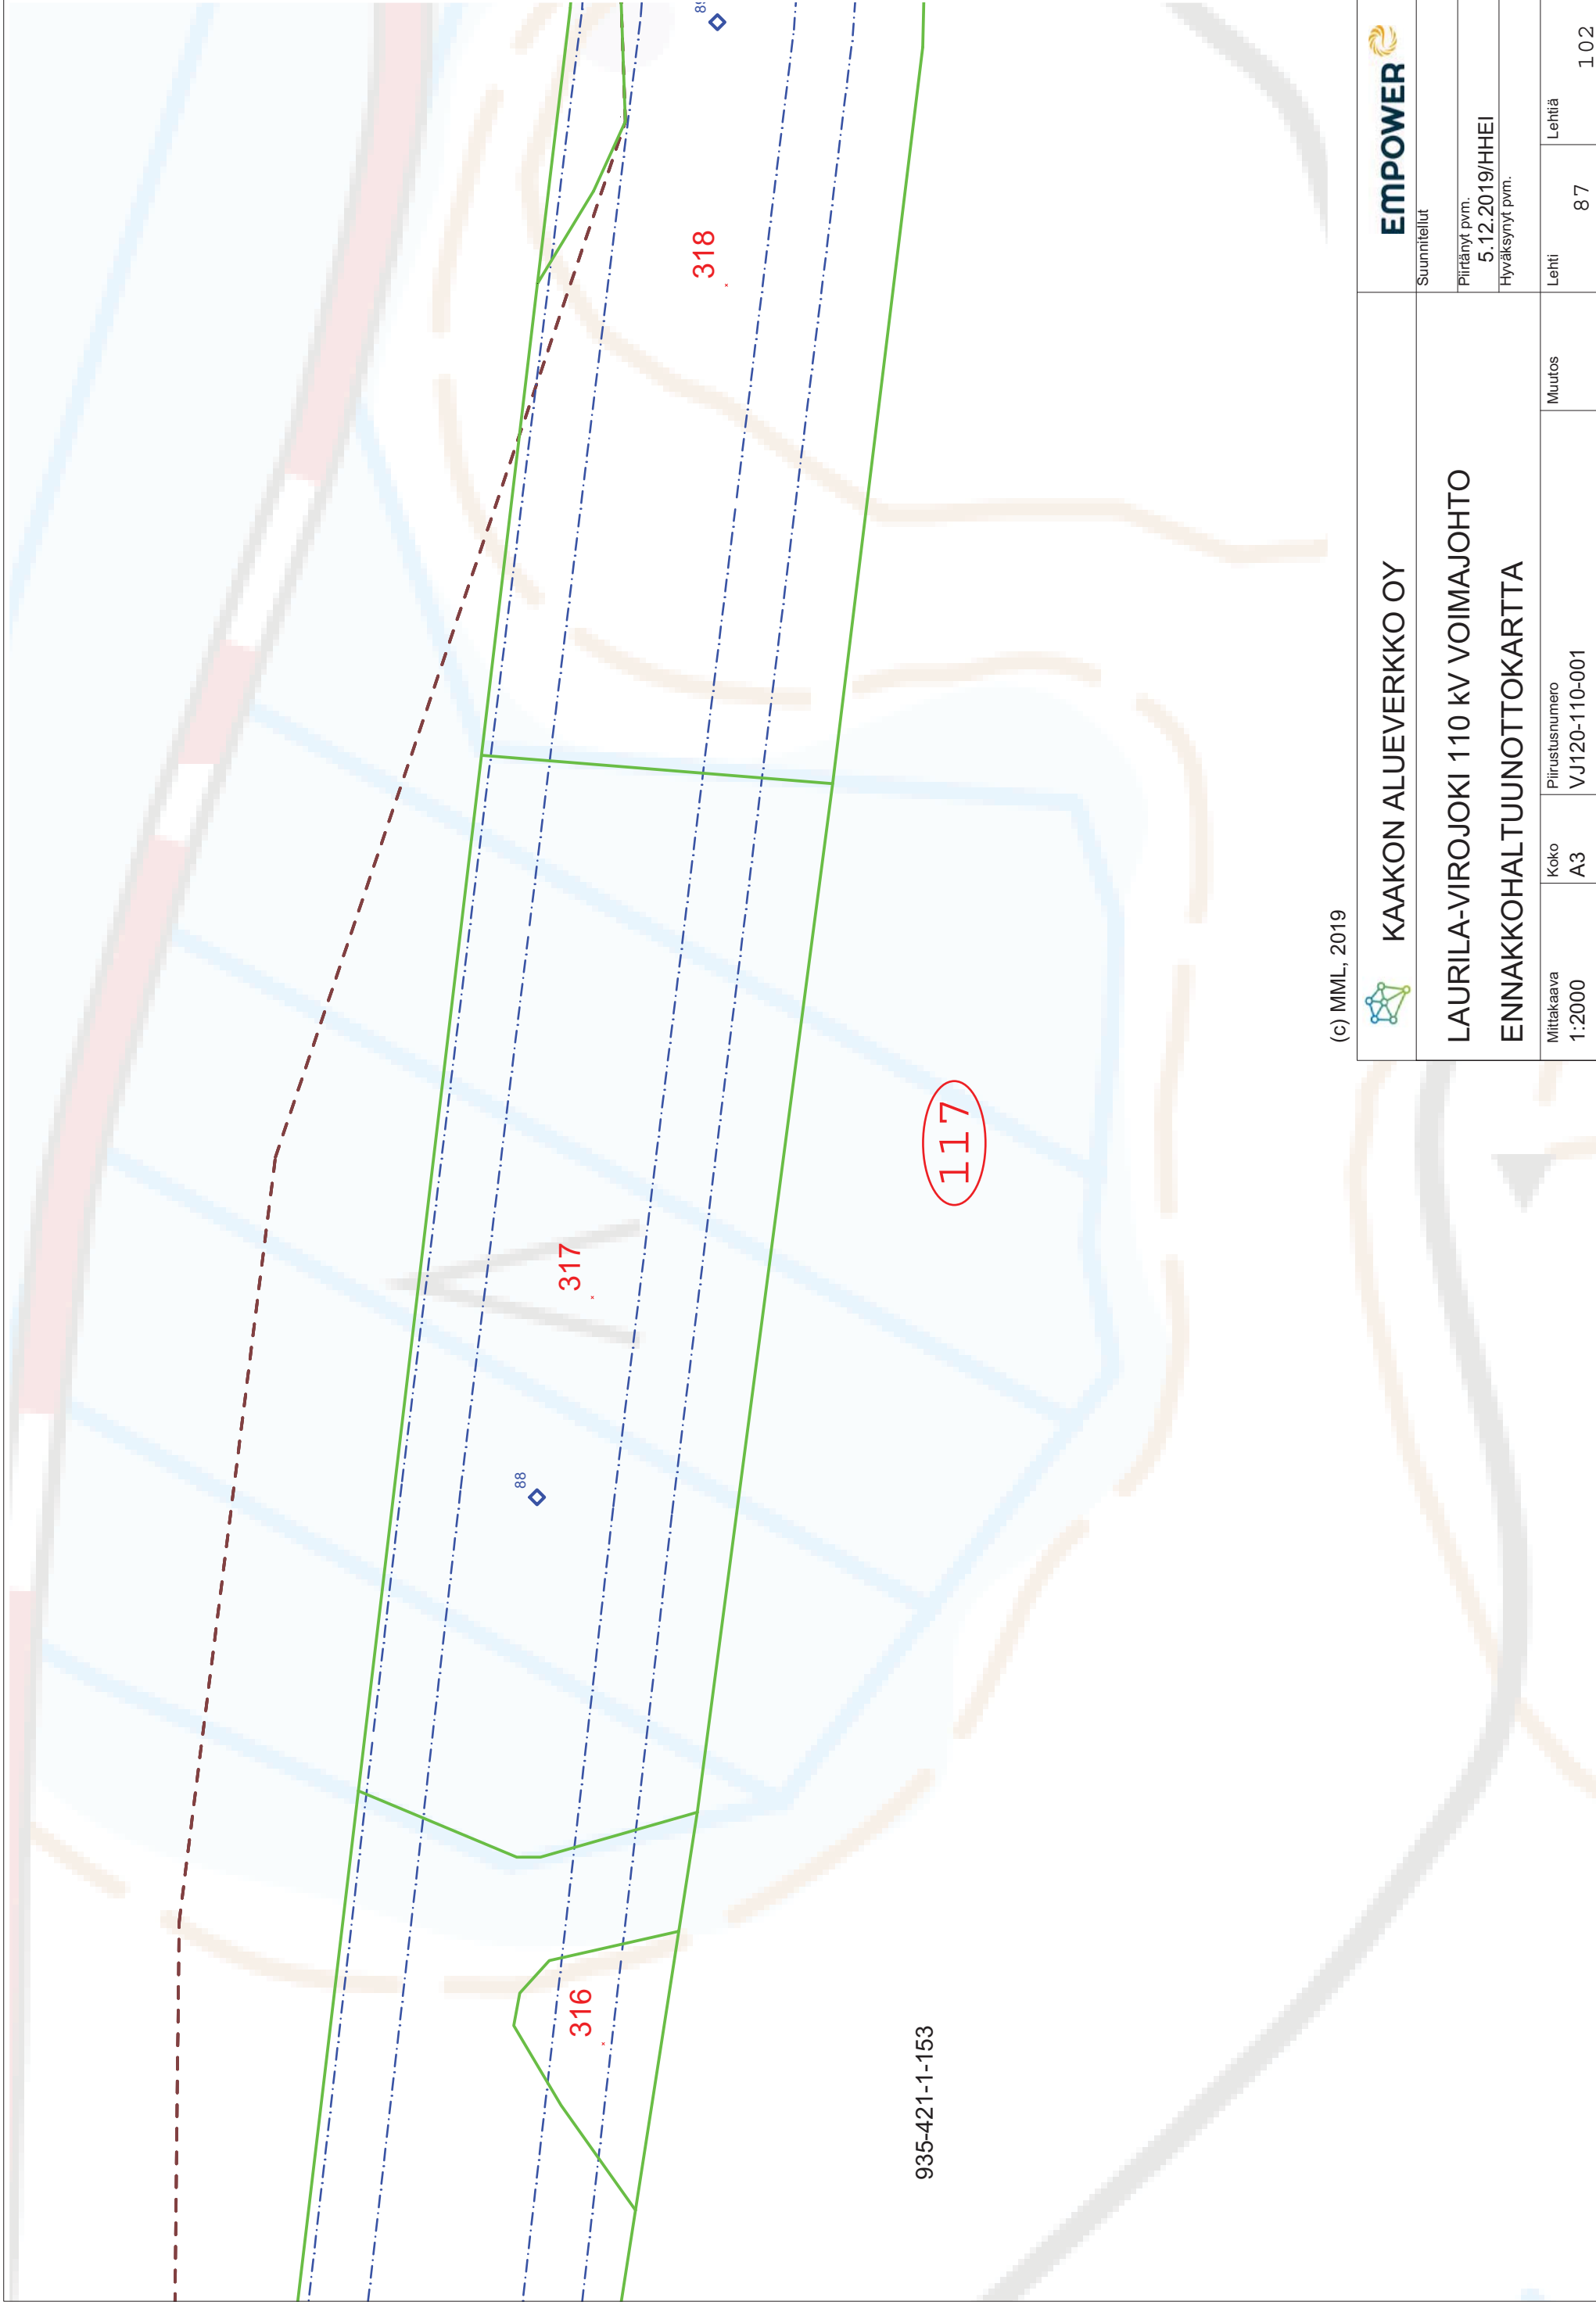 89
318
317
88
117
316
935-421-1-153
(c) MML, 2019
KAAKON ALUEVERKKO OY
EMPOWER
LAURILA-VIROJOKI 110 kV VOIMAJOHTO
ENNAKKOHALTUUNOTTOKARTTA
Suunnitellut
Piirtänyt pvm.
5.12.2019/HHEI
Hyväksynyt pvm.
Mittakaava
1:2000
Koko
A3
Piirustusnumero
VJ120-110-001
Muutos
Lehti
87
Lehtiä
102